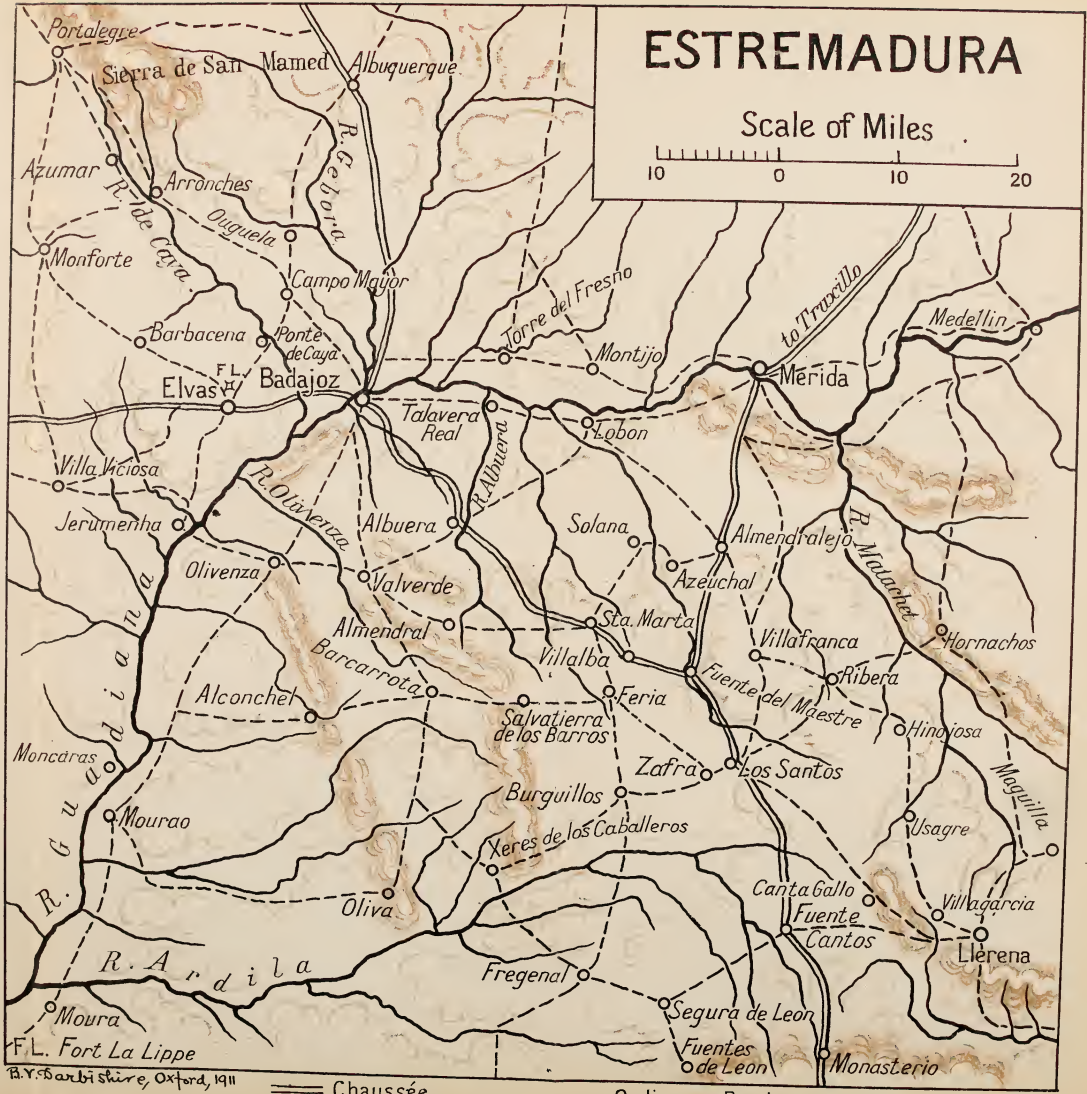 ESTREMADURA
Scale of Miles
10 0 10 20
Portalegre
Sierra de San Mamed
Albuquerque
R. Gebora
Azumar
Arronches
R. de Caya
Ouguela
Monforte
Campo Mayor
Torre del Fresno
to Truxillo
Medellin
Barbacena
Ponte
de Caya
Montijo
F.L.
Elvas
Badajoz
Merida
Talavera
Real
Lobon
Villa Viciosa
R. Olivenza
R. Albuera
Jerumenha
Albuera
Solana
Almendralejo
R. Matachel
Olivenza
Valverde
Azeuchal
Almendral
Sta. Marta
Villafranca
Hornachos
Barcarrota
Villalba
Ribera
Alconchel
Feria
Fuente del Maestre
Salvatierra
de los Barros
Hinojosa
R. Guadiana
Moncaras
Zafra
Los Santos
Maquilla
Mourao
Burguillos
Usagre
Xeres de los Caballeros
Oliva
Canta Gallo
Villagarcia
Fuente
Cantos
Llerena
R. Ardila
Fregenal
Segura de Leon
Moura
F.L. Fort La Lippe
Fuentes
de Leon
Monasterio
B.V. Darbishire, Oxford, 1911
Chaussée